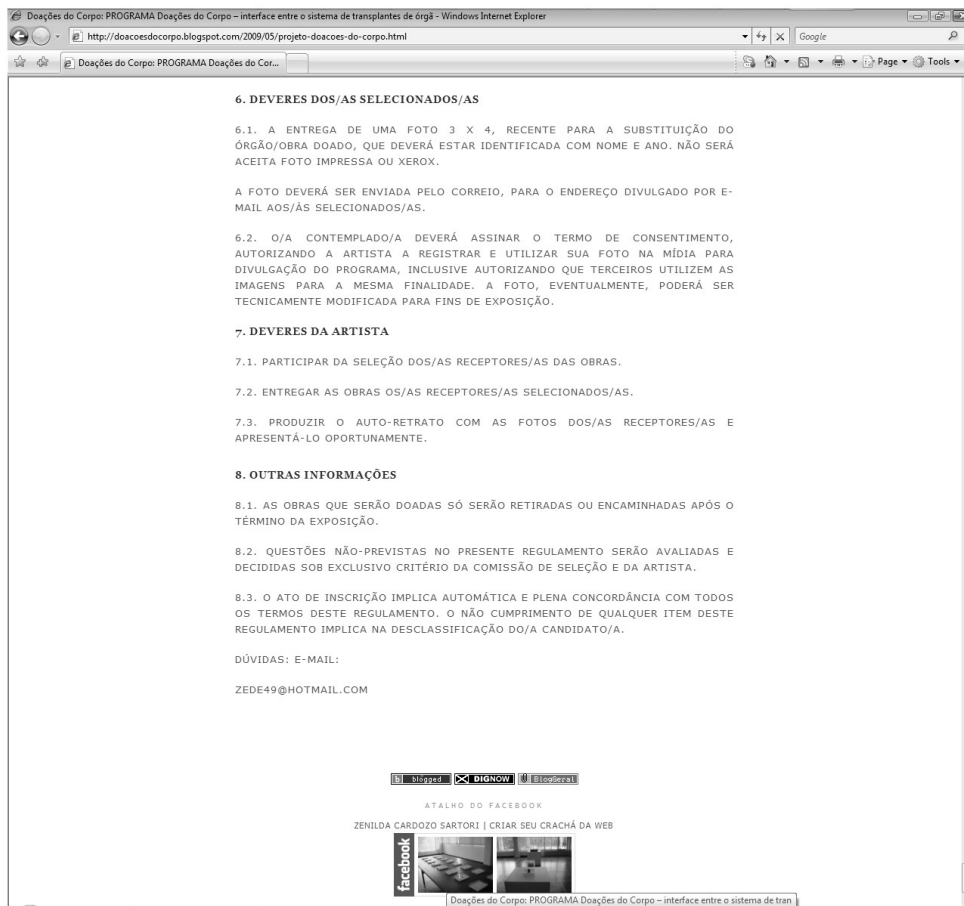 Doações do Corpo: PROGRAMA Doações do Corpo – interface entre o sistema de transplantes de órgã - Windows Internet Explorer
http://doacoesdocorpo.blogspot.com/2009/05/projeto-doacoes-do-corpo.html
Google
Doações do Corpo: PROGRAMA Doações do Cor...
Page
Tools
6. DEVERES DOS/AS SELECIONADOS/AS
6.1. A ENTREGA DE UMA FOTO 3 X 4, RECENTE PARA A SUBSTITUIÇÃO DO
ÓRGÃO/OBRA DOADO, QUE DEVERÁ ESTAR IDENTIFICADA COM NOME E ANO. NÃO SERÁ
ACEITA FOTO IMPRESSA OU XEROX.
A FOTO DEVERÁ SER ENVIADA PELO CORREIO, PARA O ENDEREÇO DIVULGADO POR E-
MAIL AOS/ÀS SELECIONADOS/AS.
6.2. O/A CONTEMPLADO/A DEVERÁ ASSINAR O TERMO DE CONSENTIMENTO,
AUTORIZANDO A ARTISTA A REGISTRAR E UTILIZAR SUA FOTO NA MÍDIA PARA
DIVULGAÇÃO DO PROGRAMA, INCLUSIVE AUTORIZANDO QUE TERCEIROS UTILIZEM AS
IMAGENS PARA A MESMA FINALIDADE. A FOTO, EVENTUALMENTE, PODERÁ SER
TECNICAMENTE MODIFICADA PARA FINS DE EXPOSIÇÃO.
7. DEVERES DA ARTISTA
7.1. PARTICIPAR DA SELEÇÃO DOS/AS RECEPTORES/AS DAS OBRAS.
7.2. ENTREGAR AS OBRAS OS/AS RECEPTORES/AS SELECIONADOS/AS.
7.3. PRODUZIR O AUTO-RETRATO COM AS FOTOS DOS/AS RECEPTORES/AS E
APRESENTÁ-LO OPORTUNAMENTE.
8. OUTRAS INFORMAÇÕES
8.1. AS OBRAS QUE SERÃO DOADAS SÓ SERÃO RETIRADAS OU ENCAMINHADAS APÓS O
TÉRMINO DA EXPOSIÇÃO.
8.2. QUESTÕES NÃO-PREVISTAS NO PRESENTE REGULAMENTO SERÃO AVALIADAS E
DECIDIDAS SOB EXCLUSIVO CRITÉRIO DA COMISSÃO DE SELEÇÃO E DA ARTISTA.
8.3. O ATO DE INSCRIÇÃO IMPLICA AUTOMÁTICA E PLENA CONCORDÂNCIA COM TODOS
OS TERMOS DESTE REGULAMENTO. O NÃO CUMPRIMENTO DE QUALQUER ITEM DESTE
REGULAMENTO IMPLICA NA DESCLASSIFICAÇÃO DO/A CANDIDATO/A.
DÚVIDAS: E-MAIL:
ZEDE49@HOTMAIL.COM
b blogged DIGNOW BlogGeral
ATALHO DO FACEBOOK
ZENILDA CARDOZO SARTORI | CRIAR SEU CRACHÁ DA WEB
facebook
Doações do Corpo: PROGRAMA Doações do Corpo – interface entre o sistema de tran